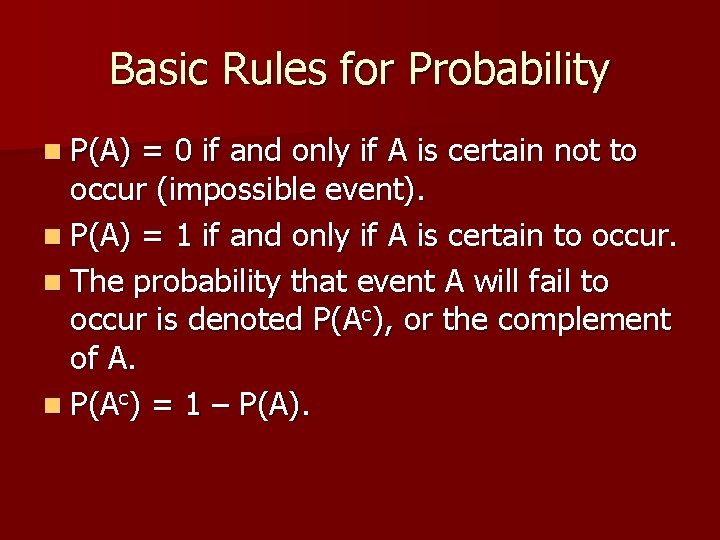 Basic Rules for Probability
■ P(A) = 0 if and only if A is certain not to
occur (impossible event).
■ P(A) = 1 if and only if A is certain to occur.
■ The probability that event A will fail to
occur is denoted P(Aᶜ), or the complement
of A.
■ P(Aᶜ) = 1 – P(A).